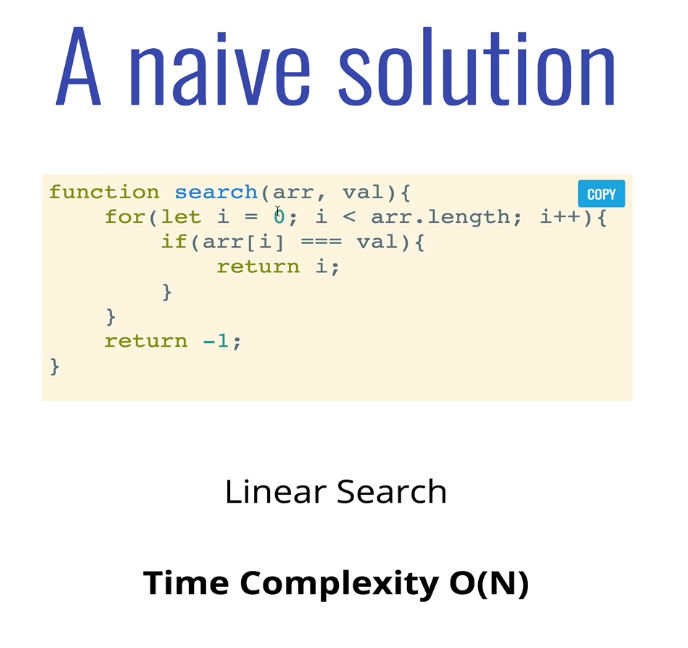 A naive solution
function search(arr, val){
COPY
    for(let i = 0; i < arr.length; i++){
        if(arr[i] === val){
            return i;
        }
    }
    return -1;
}
Linear Search
Time Complexity O(N)